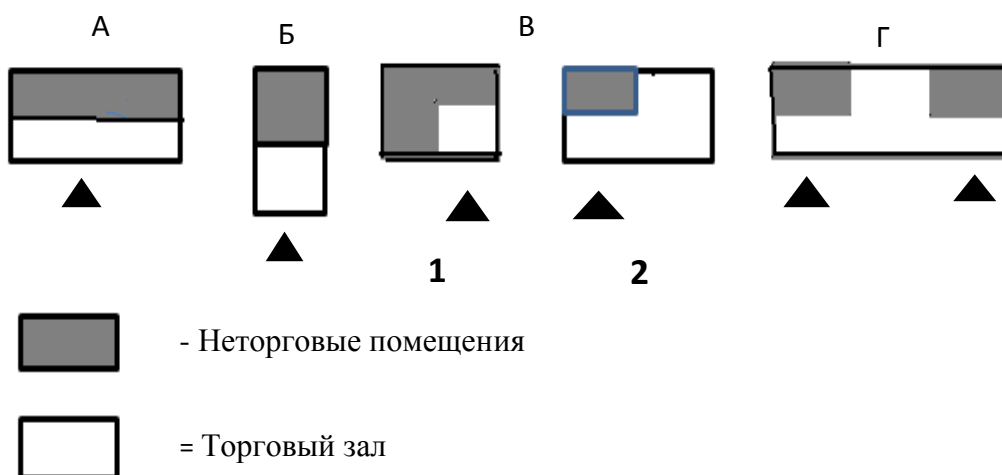 А
Б
В
Г
1
2
- Неторговые помещения
= Торговый зал